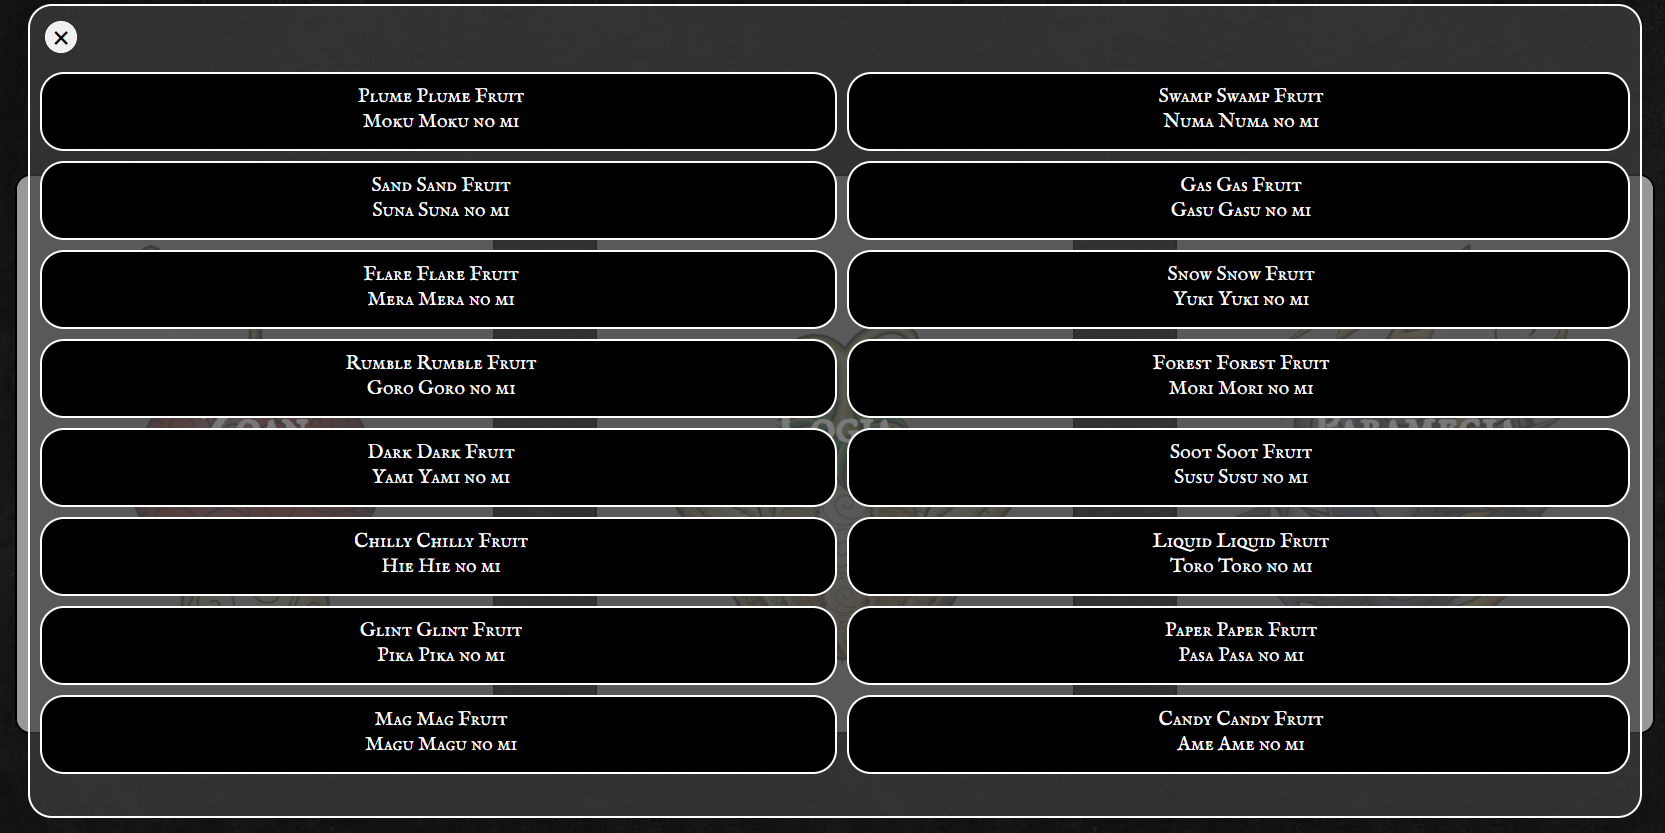 Plume Plume Fruit
Moku Moku no mi
Swamp Swamp Fruit
Numa Numa no mi
Sand Sand Fruit
Suna Suna no mi
Gas Gas Fruit
Gasu Gasu no mi
Flare Flare Fruit
Mera Mera no mi
Snow Snow Fruit
Yuki Yuki no mi
Rumble Rumble Fruit
Goro Goro no mi
Forest Forest Fruit
Mori Mori no mi
Zoan
Logia
Paramecia
Dark Dark Fruit
Yami Yami no mi
Soot Soot Fruit
Susu Susu no mi
Chilly Chilly Fruit
Hie Hie no mi
Liquid Liquid Fruit
Toro Toro no mi
Glint Glint Fruit
Pika Pika no mi
Paper Paper Fruit
Pasa Pasa no mi
Mag Mag Fruit
Magu Magu no mi
Candy Candy Fruit
Ame Ame no mi